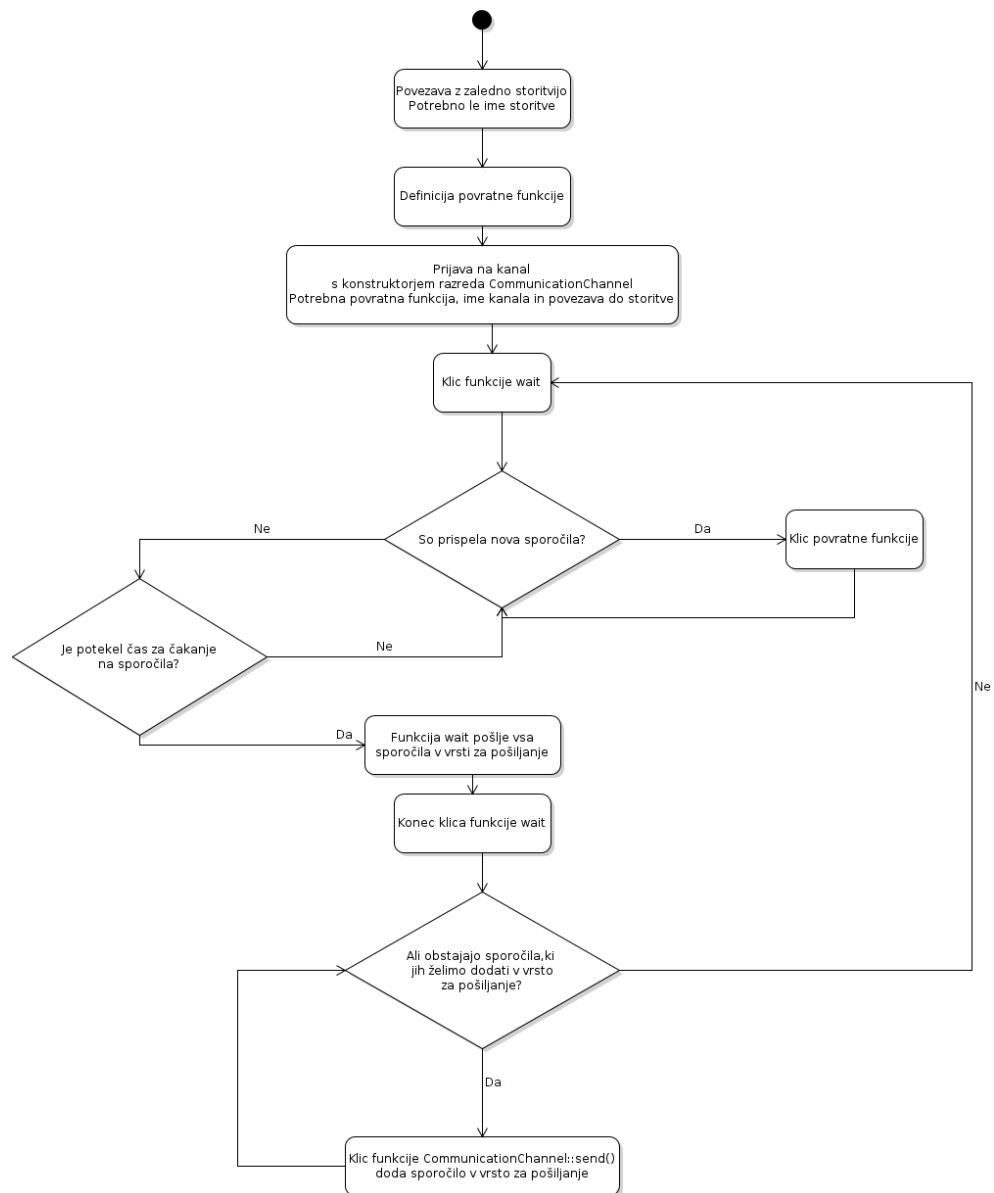 Povezava z zaledno storitvijo
Potrebno le ime storitve
Definicija povratne funkcije
Prijava na kanal
s konstruktorjem razreda CommunicationChannel
Potrebna povratna funkcija, ime kanala in povezava do storitve
Klic funkcije wait
Ne
So prispela nova sporočila?
Da
Klic povratne funkcije
Je potekel čas za čakanje
na sporočila?
Ne
Ne
Da
Funkcija wait pošlje vsa
sporočila v vrsti za pošiljanje
Konec klica funkcije wait
Ali obstajajo sporočila,ki
jih želimo dodati v vrsto
za pošiljanje?
Da
Klic funkcije CommunicationChannel::send()
doda sporočilo v vrsto za pošiljanje